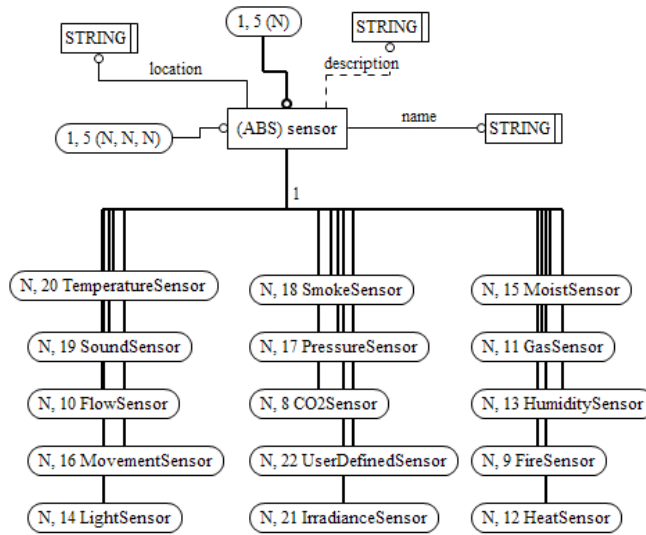 1, 5 (N)
STRING
STRING
location
description
name
(ABS) sensor
STRING
1, 5 (N, N, N)
1
N, 20 TemperatureSensor
N, 18 SmokeSensor
N, 15 MoistSensor
N, 19 SoundSensor
N, 17 PressureSensor
N, 11 GasSensor
N, 10 FlowSensor
N, 8 CO2Sensor
N, 13 HumiditySensor
N, 16 MovementSensor
N, 22 UserDefinedSensor
N, 9 FireSensor
N, 14 LightSensor
N, 21 IrradianceSensor
N, 12 HeatSensor